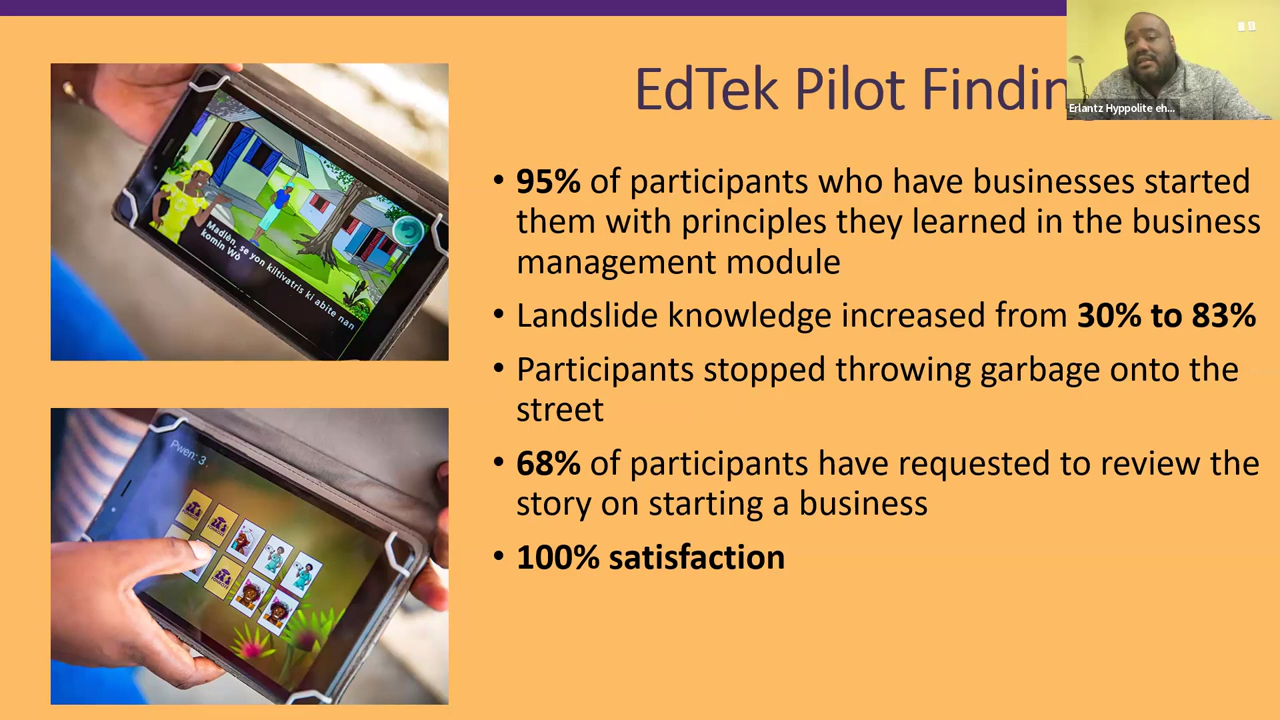 EdTek Pilot Findin
Erlantz Hyppolite eh...
• 95% of participants who have businesses started
them with principles they learned in the business
management module
• Landslide knowledge increased from 30% to 83%
• Participants stopped throwing garbage onto the
street
• 68% of participants have requested to review the
story on starting a business
• 100% satisfaction
Madlèn, se yon kiltivatris ki abite nan
komin Wò
Pwen: 3